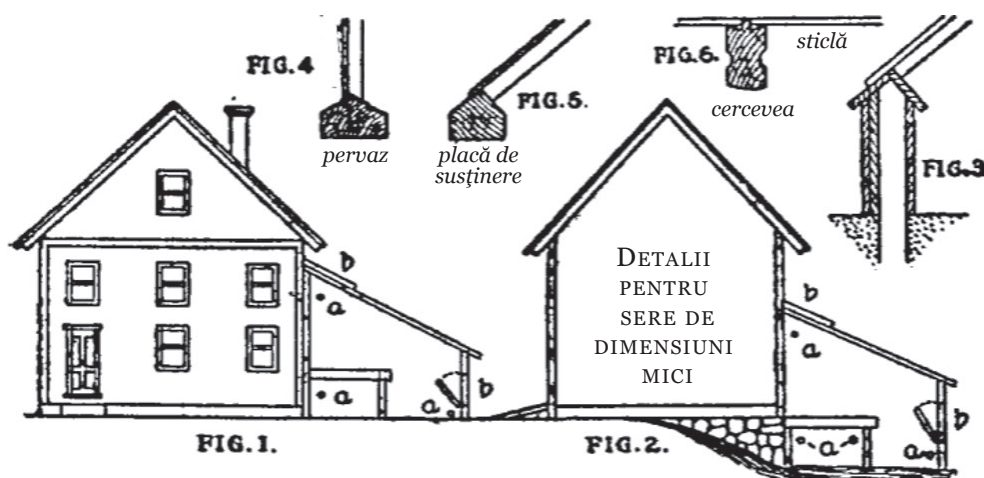 FIG. 4
pervaz
FIG. 5.
placă de
susţinere
FIG. 6.
sticlă
cercevea
FIG. 3
b
a
a
b
a
FIG. 1.
DETALII
PENTRU
SERE DE
DIMENSIUNI
MICI
b
a
b
a
a
FIG. 2.